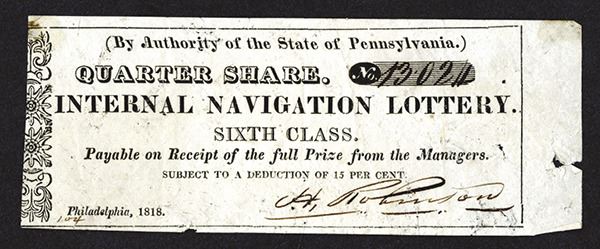 (By Authority of the State of Pennsylvania.)
QUARTER SHARE. No. 13021
INTERNAL NAVIGATION LOTTERY.
SIXTH CLASS.
Payable on Receipt of the full Prize from the Managers.
SUBJECT TO A DEDUCTION OF 15 PER CENT.
H, Robinson
Philadelphia, 1818.
104